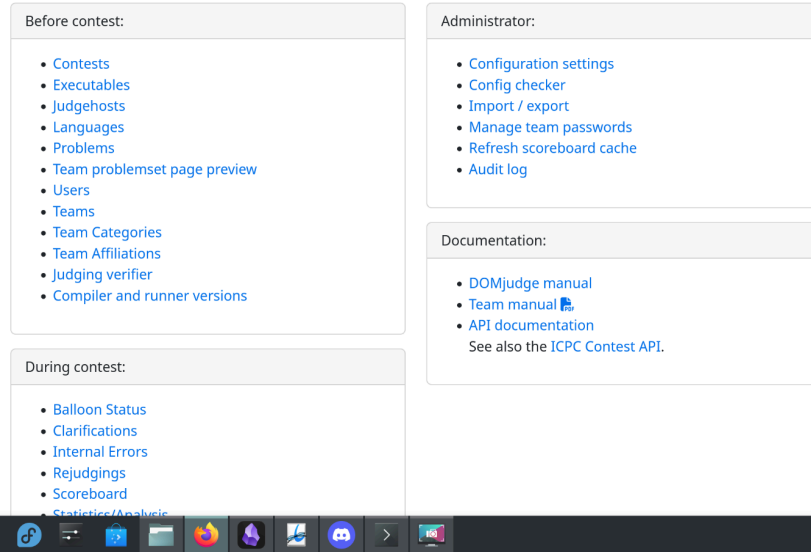 Before contest:
Contests
Executables
Judgehosts
Languages
Problems
Team problemset page preview
Users
Teams
Team Categories
Team Affiliations
Judging verifier
Compiler and runner versions
During contest:
Balloon Status
Clarifications
Internal Errors
Rejudgings
Scoreboard
Statistics/Analysis
Administrator:
Configuration settings
Config checker
Import / export
Manage team passwords
Refresh scoreboard cache
Audit log
Documentation:
DOMjudge manual
Team manual PDF
API documentation
See also the ICPC Contest API.